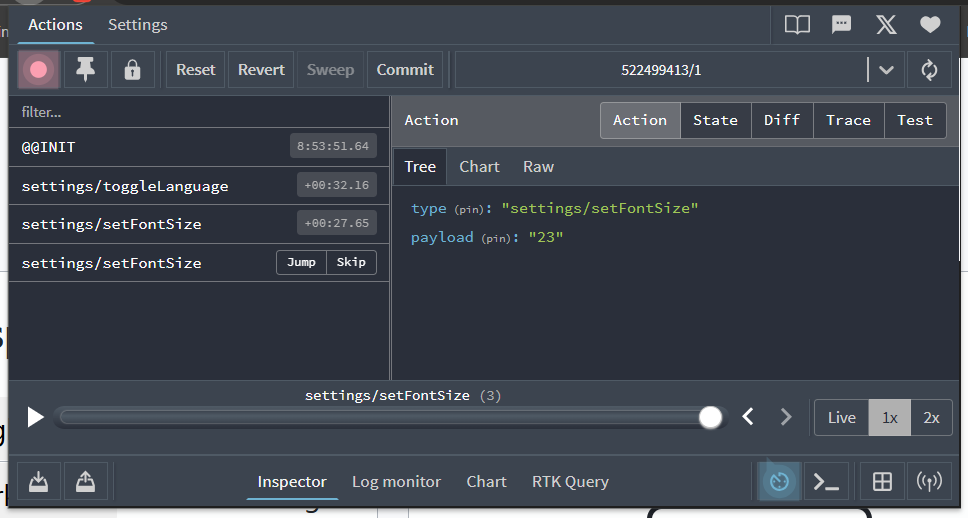 Actions Settings
Reset Revert Sweep Commit 522499413/1
filter...
@@INIT 8:53:51.64
settings/toggleLanguage +00:32.16
settings/setFontSize +00:27.65
settings/setFontSize Jump Skip
Action Action State Diff Trace Test
Tree Chart Raw
type (pin): "settings/setFontSize"
payload (pin): "23"
settings/setFontSize (3)
Live 1x 2x
Inspector Log monitor Chart RTK Query